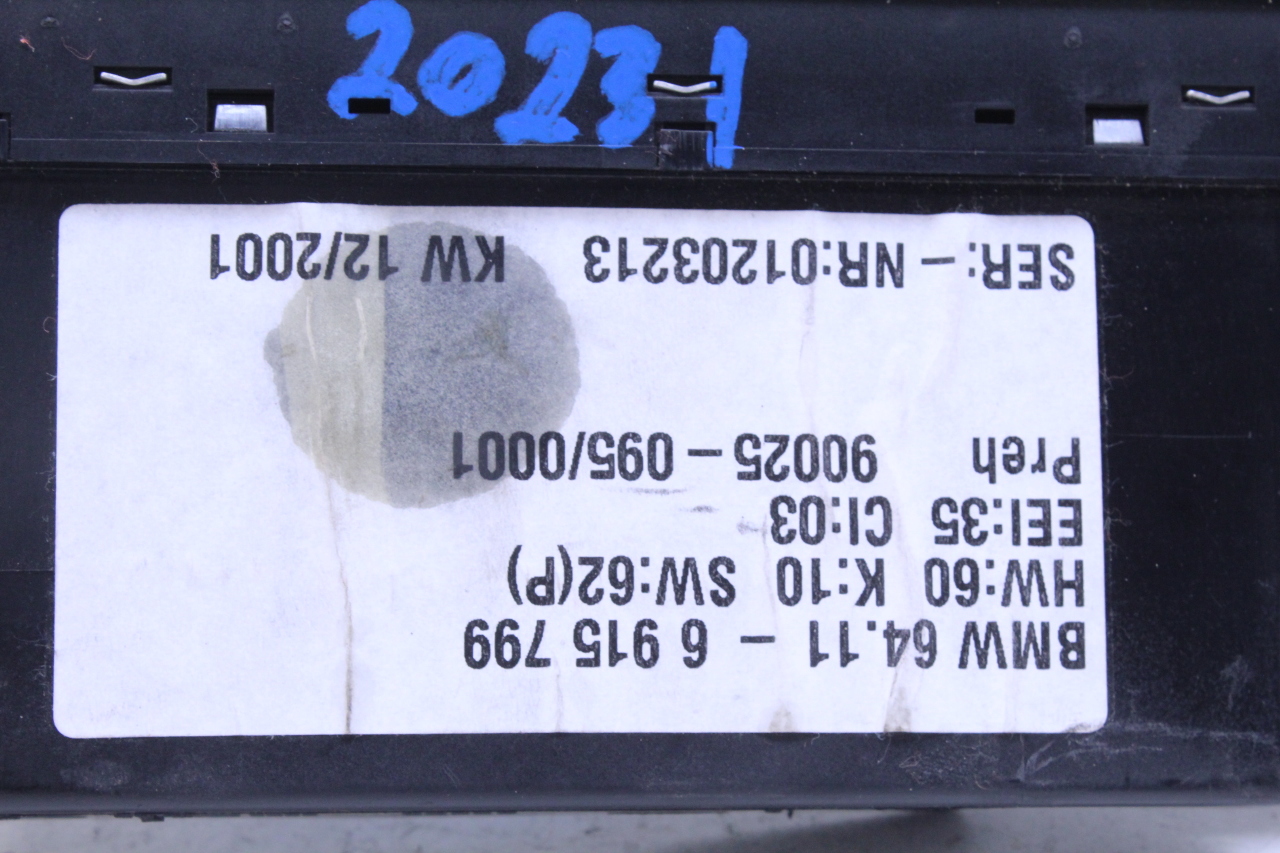 20231
BMW 64.11 – 6 915 799
HW:60 K:10 SW:62(P)
EEI:35 CI:03
Preh 90025 – 095/0001
SER: – NR:01203213 KW 12/2001